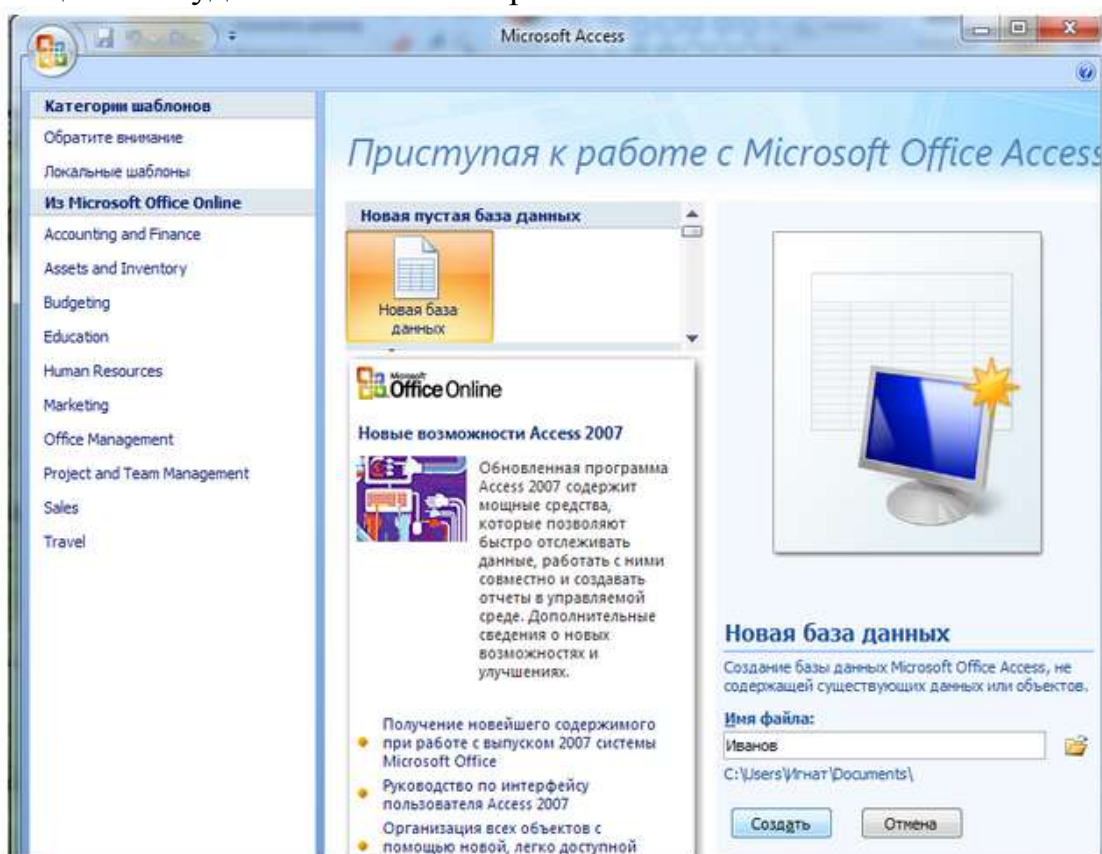 Microsoft Access
Категории шаблонов
Обратите внимание
Локальные шаблоны
Из Microsoft Office Online
Accounting and Finance
Assets and Inventory
Budgeting
Education
Human Resources
Marketing
Office Management
Project and Team Management
Sales
Travel
Приступая к работе с Microsoft Office Access
Новая пустая база данных
Новая база
данных
Microsoft
Office Online
Новые возможности Access 2007
Обновленная программа
Access 2007 содержит
мощные средства,
которые позволяют
быстро отслеживать
данные, работать с ними
совместно и создавать
отчеты в управляемой
среде. Дополнительные
сведения о новых
возможностях и
улучшениях.
Получение новейшего содержимого
при работе с выпуском 2007 системы
Microsoft Office
Руководство по интерфейсу
пользователя Access 2007
Организация всех объектов с
помощью новой, легко доступной
Новая база данных
Создание базы данных Microsoft Office Access, не
содержащей существующих данных или объектов.
Имя файла:
Иванов
C:\Users\Игнат\Documents\
Создать
Отмена